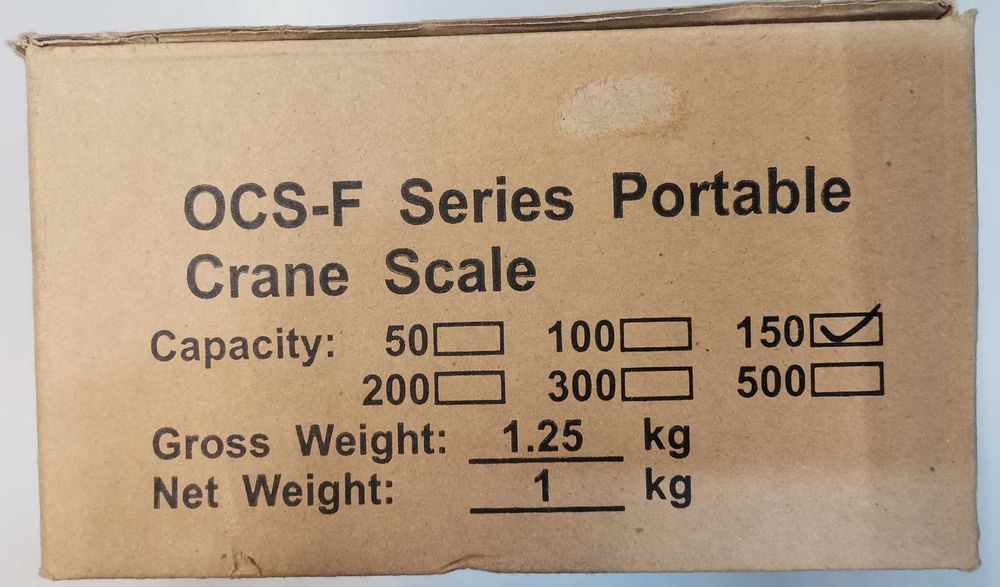 OCS-F Series Portable
Crane Scale
Capacity: 50 100 150 ✓
200 300 500
Gross Weight: 1.25 kg
Net Weight: 1 kg